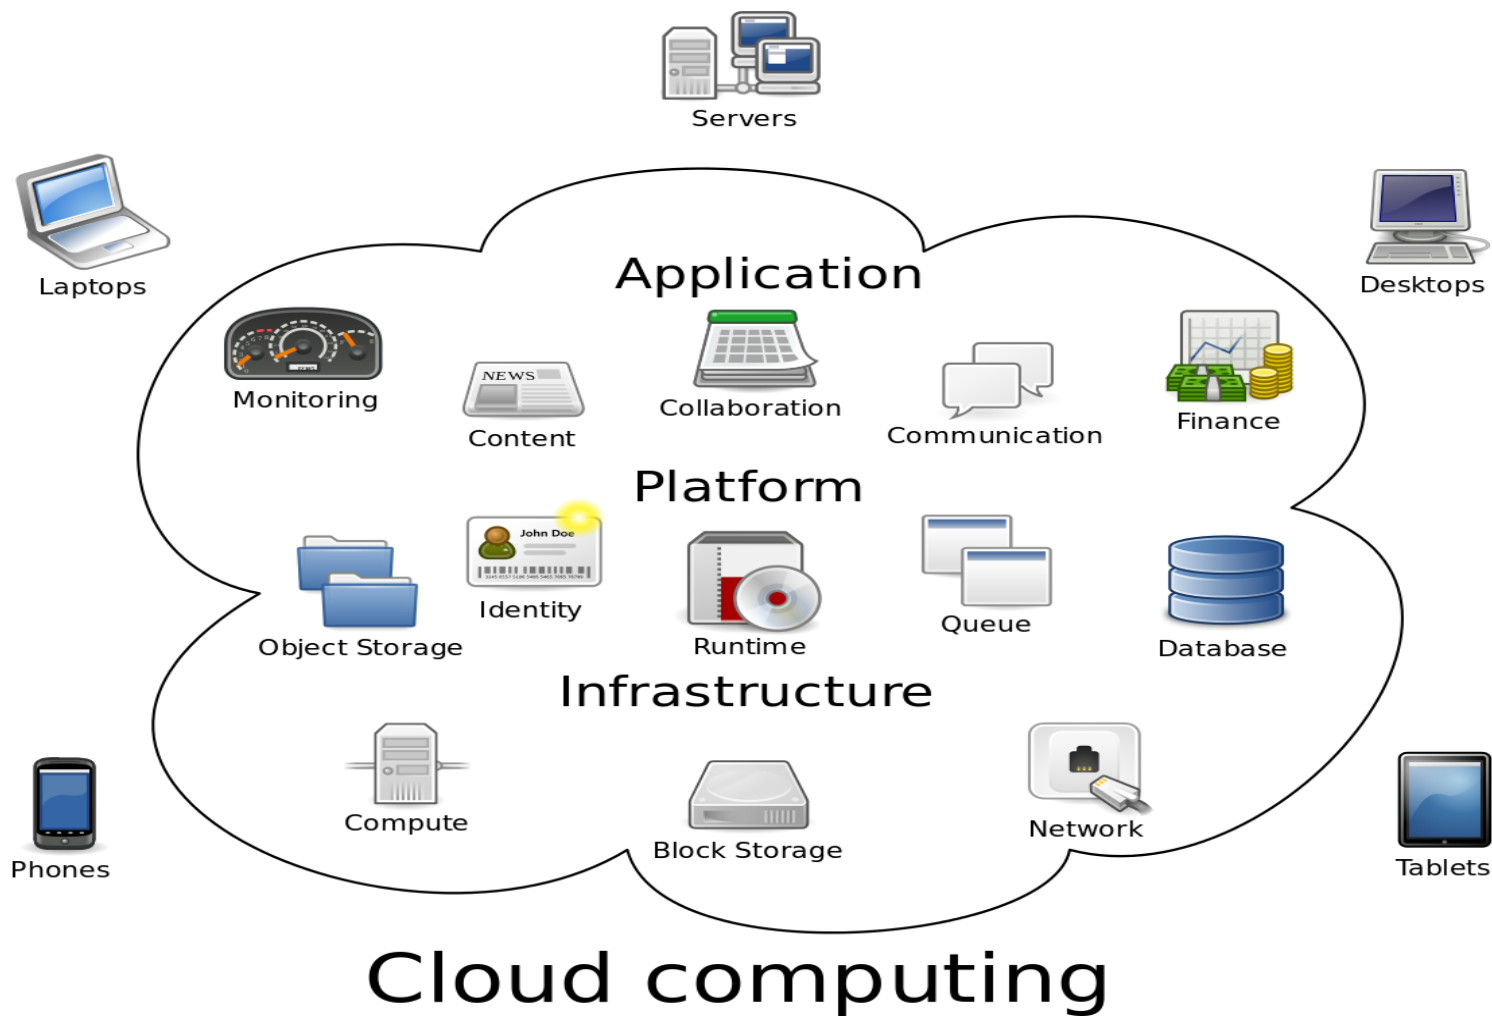 Servers
Laptops
Desktops
Application
Monitoring
NEWS
Content
Collaboration
Communication
Finance
Platform
Object Storage
John Doe
Identity
Runtime
Queue
Database
Infrastructure
Compute
Block Storage
Network
Phones
Tablets
Cloud computing